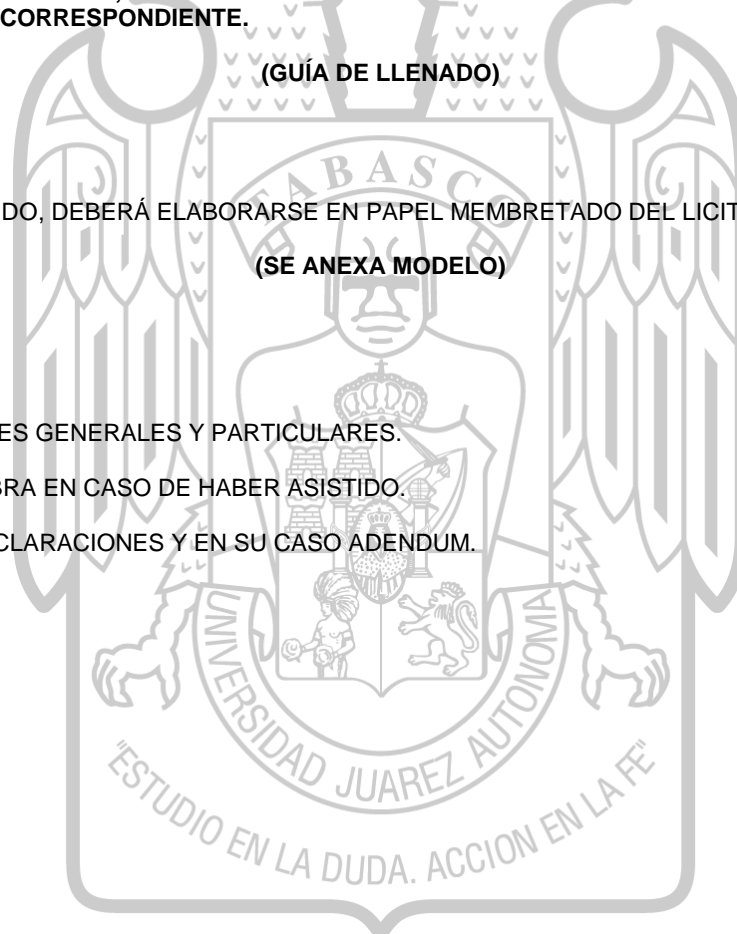 CORRESPONDIENTE.
(GUÍA DE LLENADO)
TABASCO
DO, DEBERÁ ELABORARSE EN PAPEL MEMBRETADO DEL LICIT
(SE ANEXA MODELO)
ES GENERALES Y PARTICULARES.
BRA EN CASO DE HABER ASISTIDO.
CLARACIONES Y EN SU CASO ADENDUM.
UNIVERSIDAD JUAREZ AUTONOMA
"ESTUDIO EN LA DUDA. ACCION EN LA FE"